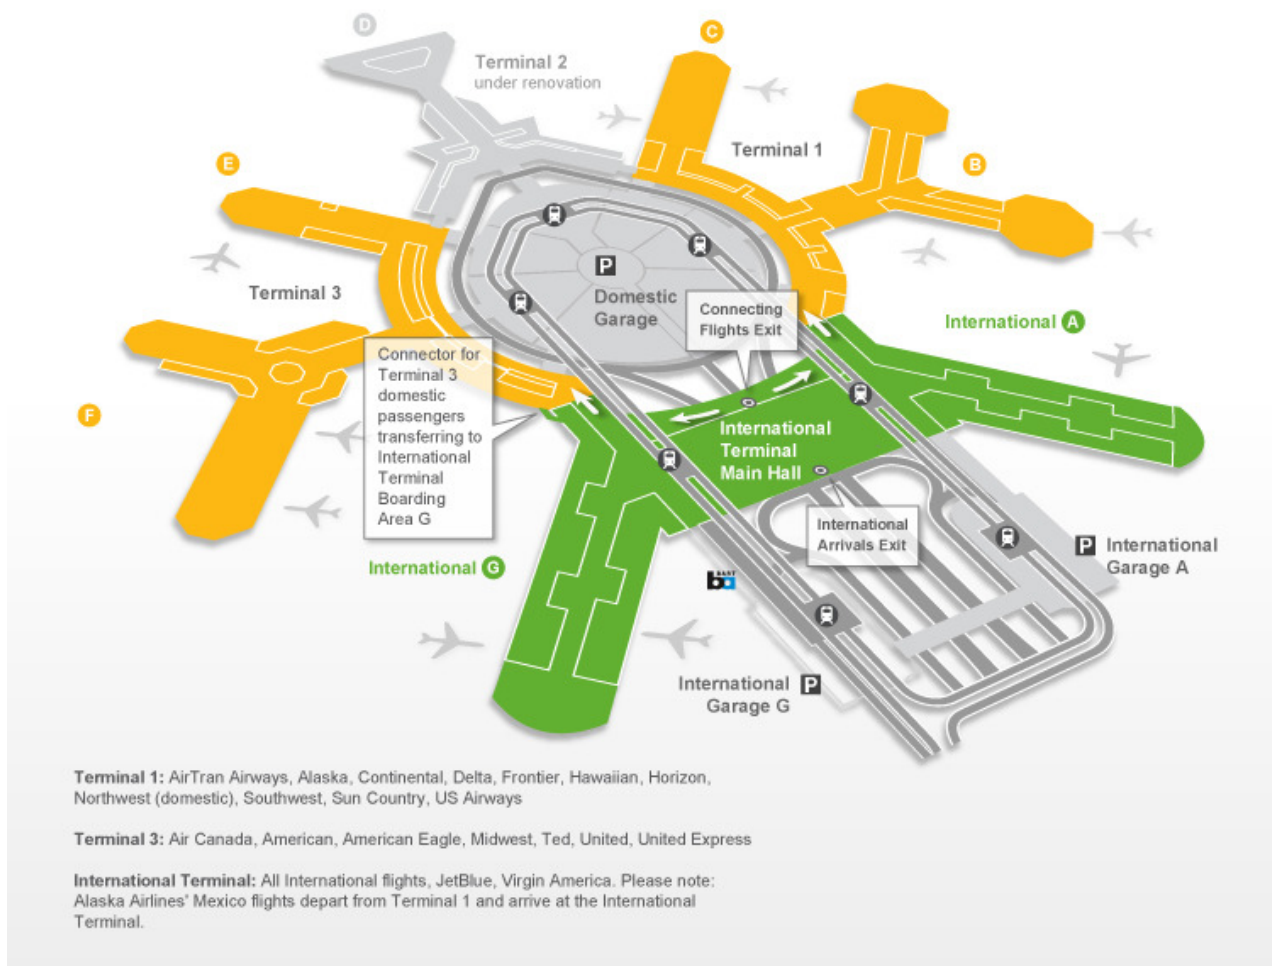 D
C
Terminal 2
under renovation
Terminal 1
E
B
P
Domestic
Garage
Terminal 3
Connecting
Flights Exit
International A
Connector for
Terminal 3
domestic
passengers
transferring to
International
Terminal
Boarding
Area G
F
International
Terminal
Main Hall
International
Arrivals Exit
P International
Garage A
International G
BART
ba
International P
Garage G
Terminal 1: AirTran Airways, Alaska, Continental, Delta, Frontier, Hawaiian, Horizon,
Northwest (domestic), Southwest, Sun Country, US Airways
Terminal 3: Air Canada, American, American Eagle, Midwest, Ted, United, United Express
International Terminal: All International flights, JetBlue, Virgin America. Please note:
Alaska Airlines' Mexico flights depart from Terminal 1 and arrive at the International
Terminal.